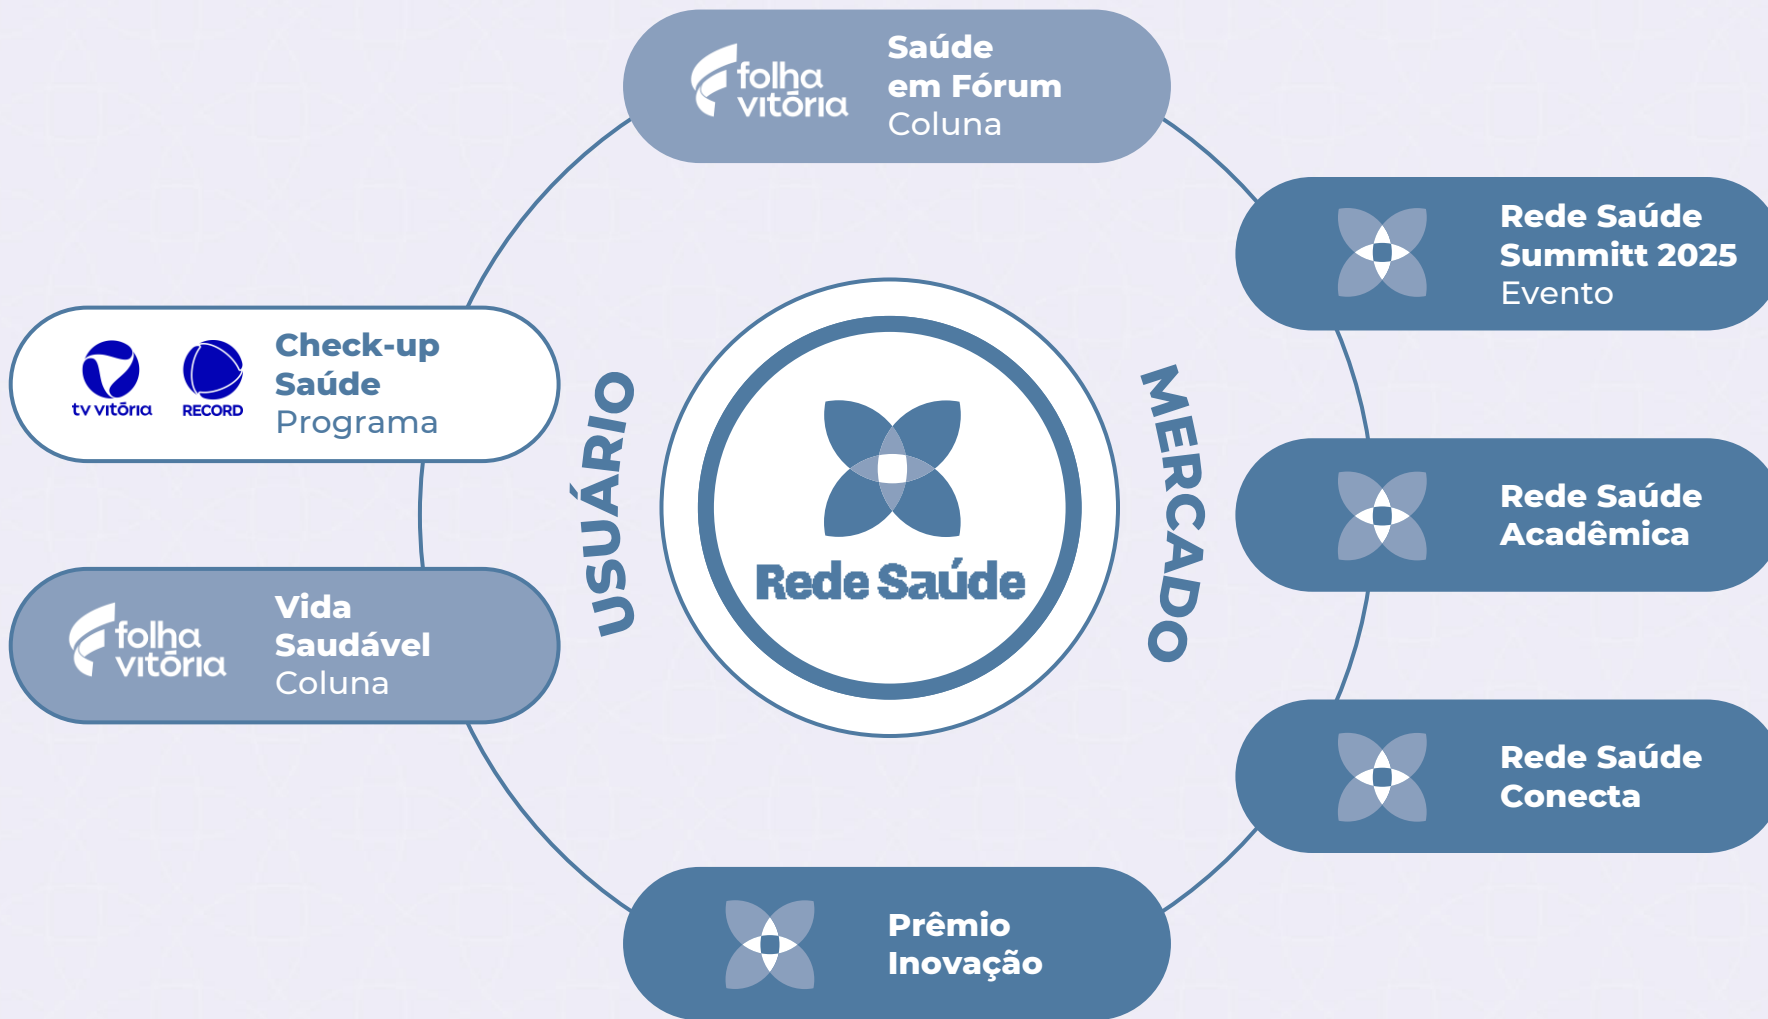 folha
vitória
Saúde
em Fórum
Coluna
Rede Saúde
Summitt 2025
Evento
tv vitória
RECORD
Check-up
Saúde
Programa
USUÁRIO
Rede Saúde
MERCADO
Rede Saúde
Acadêmica
folha
vitória
Vida
Saudável
Coluna
Rede Saúde
Conecta
Prêmio
Inovação